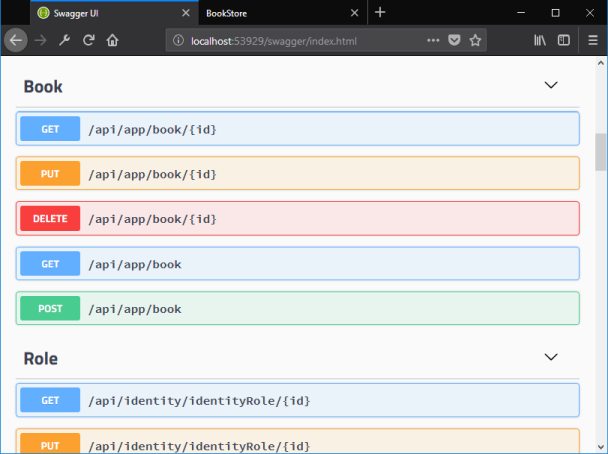 Swagger UI
BookStore
localhost:53929/swagger/index.html
Book
GET /api/app/book/{id}
PUT /api/app/book/{id}
DELETE /api/app/book/{id}
GET /api/app/book
POST /api/app/book
Role
GET /api/identity/identityRole/{id}
PUT /api/identity/identityRole/{id}